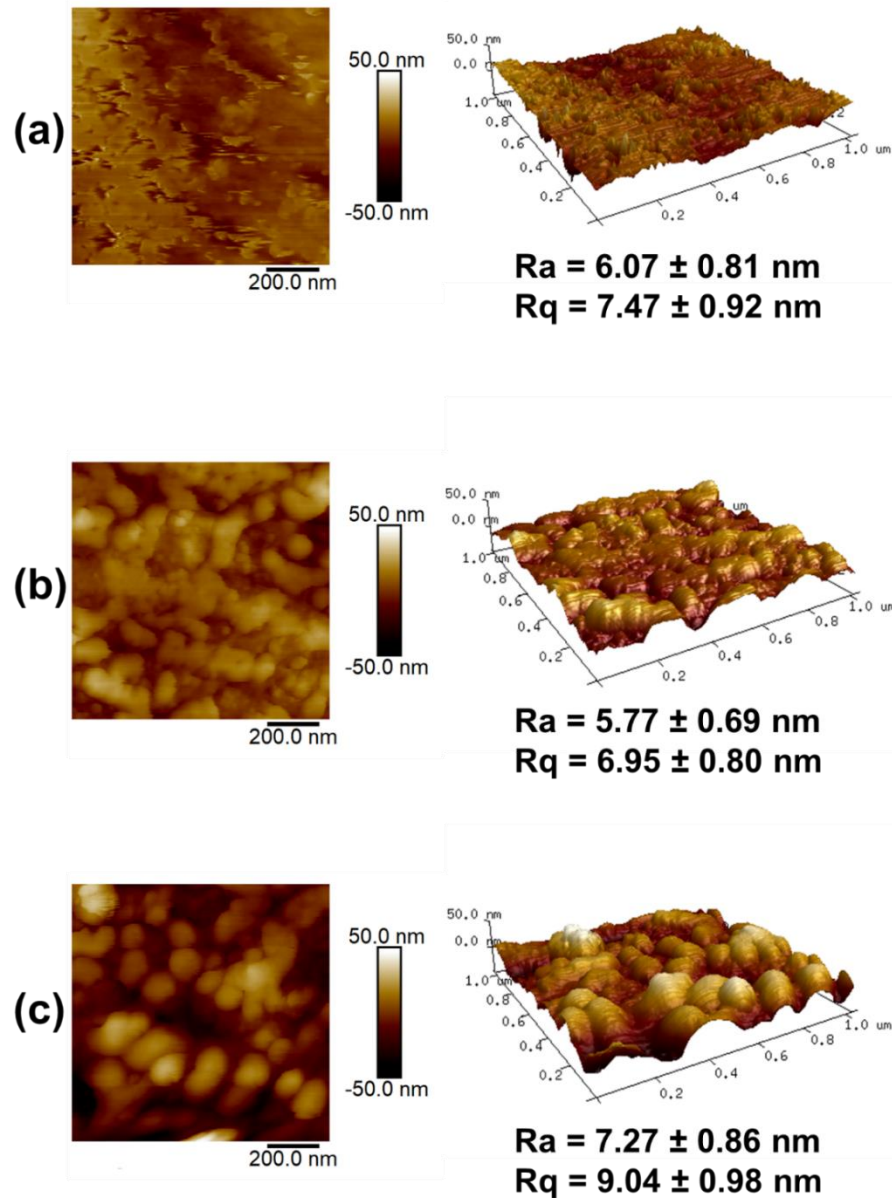 (a)
50.0 nm
-50.0 nm
200.0 nm
50.0 nm
0.0 nm
1.0 um
0.8
0.6
0.4
0.2
0.2
0.4
0.6
0.8
1.0 um
0.2
Ra = 6.07 ± 0.81 nm
Rq = 7.47 ± 0.92 nm
(b)
50.0 nm
-50.0 nm
200.0 nm
50.0 nm
0.0 nm
um
1.0 um
0.8
0.6
0.4
0.2
0.2
0.4
0.6
0.8
1.0 um
Ra = 5.77 ± 0.69 nm
Rq = 6.95 ± 0.80 nm
(c)
50.0 nm
-50.0 nm
200.0 nm
50.0 nm
0.0 nm
1.0 um
0.8
0.6
0.4
0.2
0.2
0.4
0.6
0.8
1.0 um
Ra = 7.27 ± 0.86 nm
Rq = 9.04 ± 0.98 nm